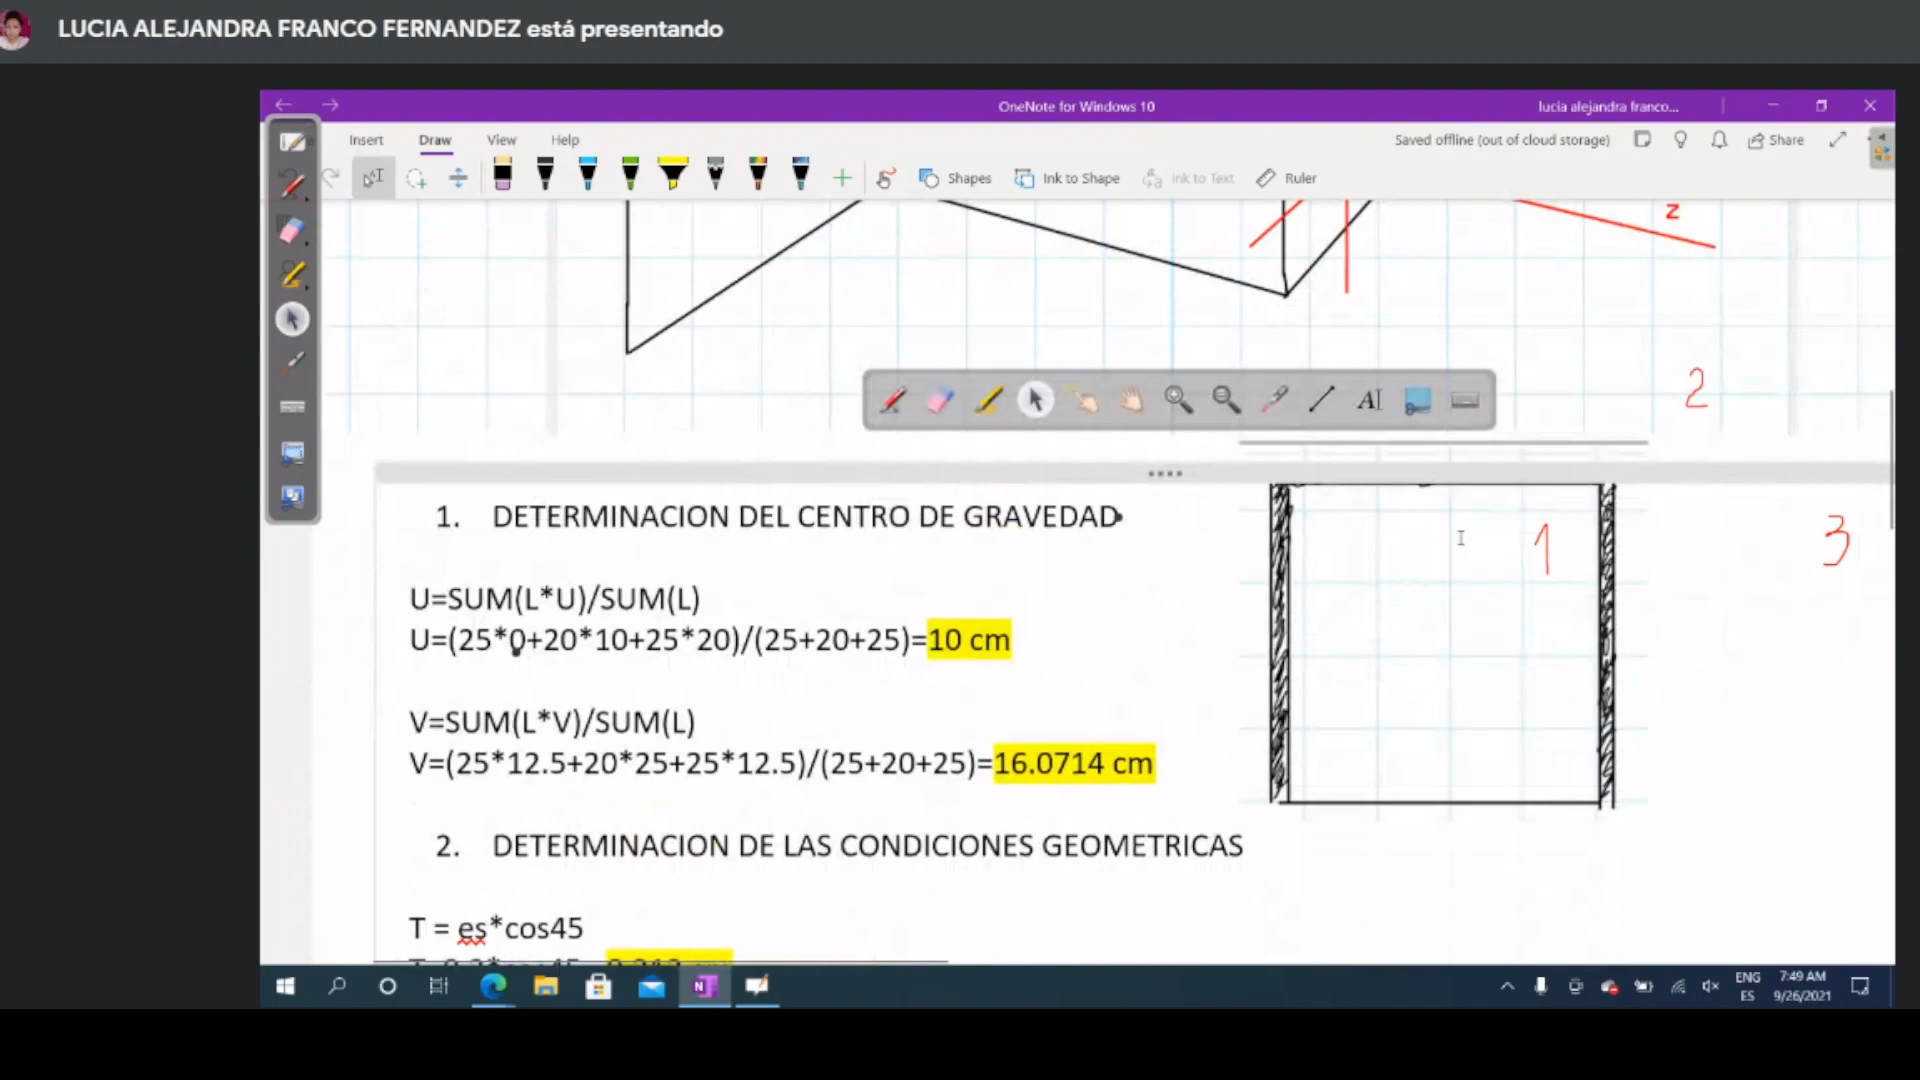 LUCIA ALEJANDRA FRANCO FERNANDEZ está presentando
OneNote for Windows 10
lucia alejandra franco...
Insert Draw View Help
Saved offline (out of cloud storage)
Share
Shapes
Ink to Shape
Ink to Text
Ruler
z
2
1. DETERMINACION DEL CENTRO DE GRAVEDAD
1
3
U=SUM(L*U)/SUM(L)
U=(25*0+20*10+25*20)/(25+20+25)=10 cm
V=SUM(L*V)/SUM(L)
V=(25*12.5+20*25+25*12.5)/(25+20+25)=16.0714 cm
2. DETERMINACION DE LAS CONDICIONES GEOMETRICAS
T = es*cos45
ENG
ES
7:49 AM
9/26/2021